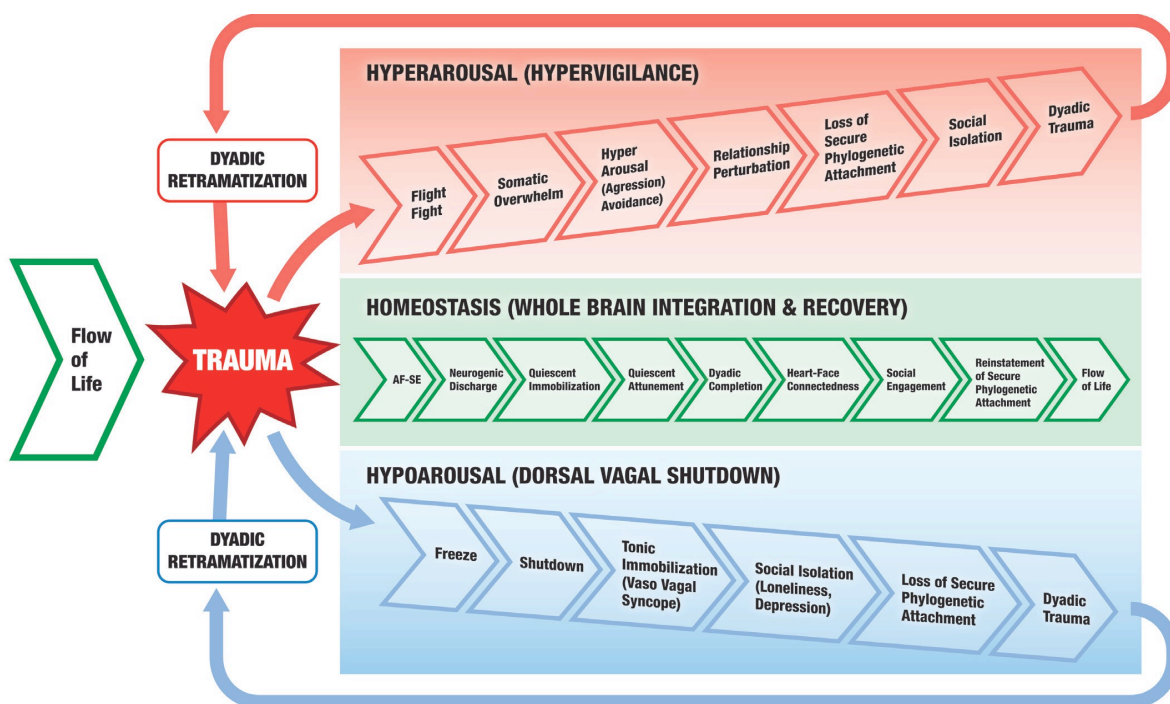 HYPERAROUSAL (HYPERVIGILANCE)
Flight
Fight
Somatic
Overwhelm
Hyper
Arousal
(Agression)
Avoidance)
Relationship
Perturbation
Loss of
Secure
Phylogenetic
Attachment
Social
Isolation
Dyadic
Trauma
DYADIC
RETRAMATIZATION
Flow
of
Life
TRAUMA
HOMEOSTASIS (WHOLE BRAIN INTEGRATION & RECOVERY)
AF-SE
Neurogenic
Discharge
Quiescent
Immobilization
Quiescent
Attunement
Dyadic
Completion
Heart-Face
Connectedness
Social
Engagement
Reinstatement
of Secure
Phylogenetic
Attachment
Flow
of Life
HYPOAROUSAL (DORSAL VAGAL SHUTDOWN)
Freeze
Shutdown
Tonic
Immobilization
(Vaso Vagal
Syncope)
Social Isolation
(Loneliness,
Depression)
Loss of Secure
Phylogenetic
Attachment
Dyadic
Trauma
DYADIC
RETRAMATIZATION